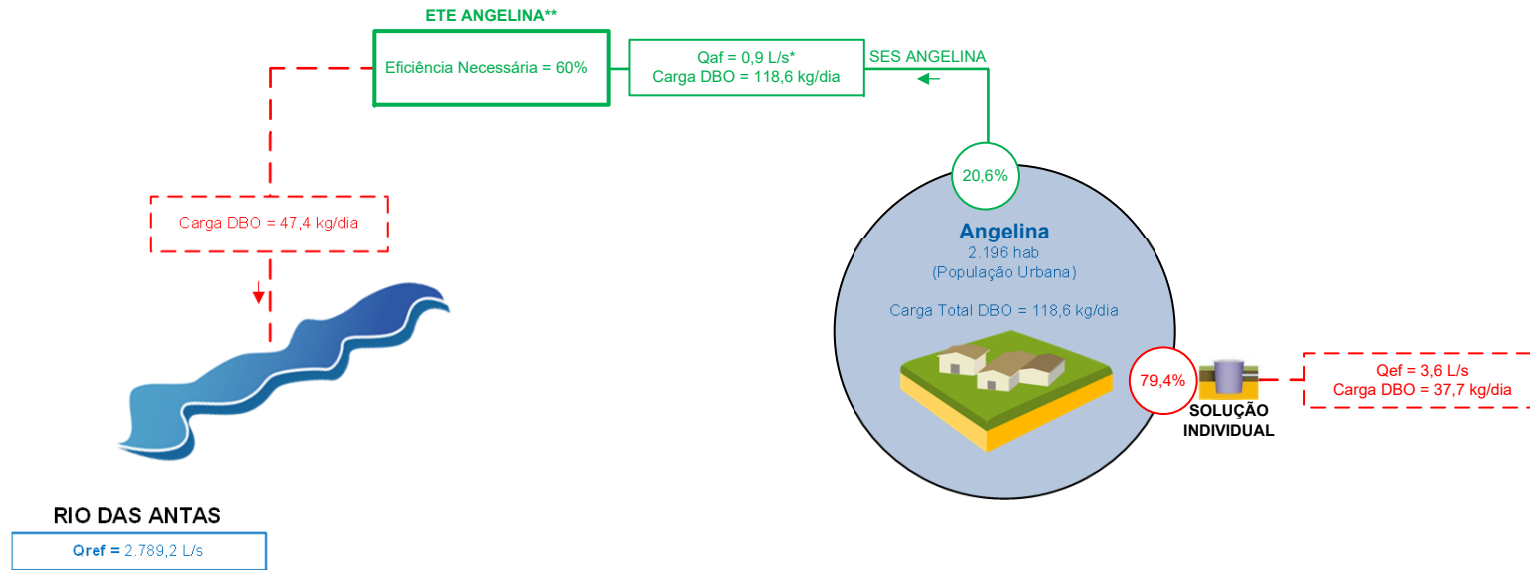 ETE ANGELINA**
Eficiência Necessária = 60%
Qaf = 0,9 L/s*
Carga DBO = 118,6 kg/dia
SES ANGELINA
20,6%
Carga DBO = 47,4 kg/dia
Angelina
2.196 hab
(População Urbana)
Carga Total DBO = 118,6 kg/dia
79,4%
SOLUÇÃO
INDIVIDUAL
Qef = 3,6 L/s
Carga DBO = 37,7 kg/dia
RIO DAS ANTAS
Qref = 2.789,2 L/s